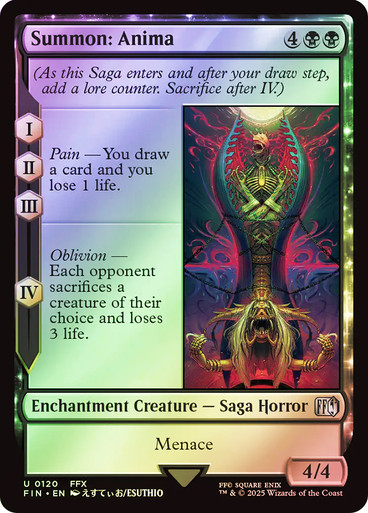 Summon: Anima 4
(As this Saga enters and after your draw step,
add a lore counter. Sacrifice after IV.)
I
II
III
Pain —You draw
a card and you
lose 1 life.
IV
Oblivion —
Each opponent
sacrifices a
creature of their
choice and loses
3 life.
Enchantment Creature — Saga Horror FFX
Menace
4/4
U 0120 FFX
FIN • EN えすてぃお/ESUTHIO
FF© SQUARE ENIX
™ & © 2025 Wizards of the Coast